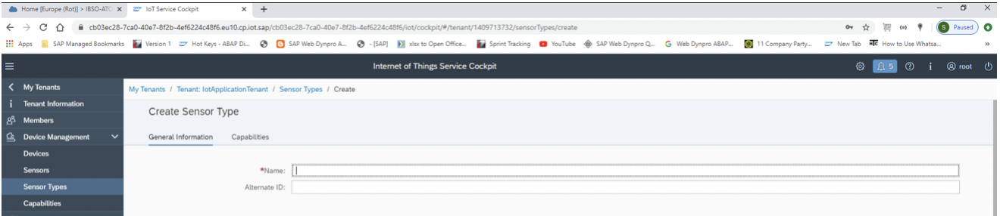 Home [Europe (Rot)] > IBSO-ATC
IoT Service Cockpit
cb03ec28-7ca0-40e7-8f2b-4ef6224c48f6.eu10.cp.iot.sap/cb03ec28-7ca0-40e7-8f2b-4ef6224c48f6/iot/cockpit/#/tenant/1409713732/sensorTypes/create
S Paused
Apps SAP Managed Bookmarks Version 1 Hot Keys - ABAP Di... SAP Web Dynpro A... - [SAP] xlsx to Open Office... Sprint Tracking YouTube SAP Web Dynpro Q... Web Dynpro ABAP... 11 Company Party... New Tab How to Use Whatsa... »
Internet of Things Service Cockpit
5 root
My Tenants
Tenant Information
Members
Device Management
Devices
Sensors
Sensor Types
Capabilities
My Tenants / Tenant: IotApplicationTenant / Sensor Types / Create
Create Sensor Type
General Information Capabilities
*Name:
Alternate ID: